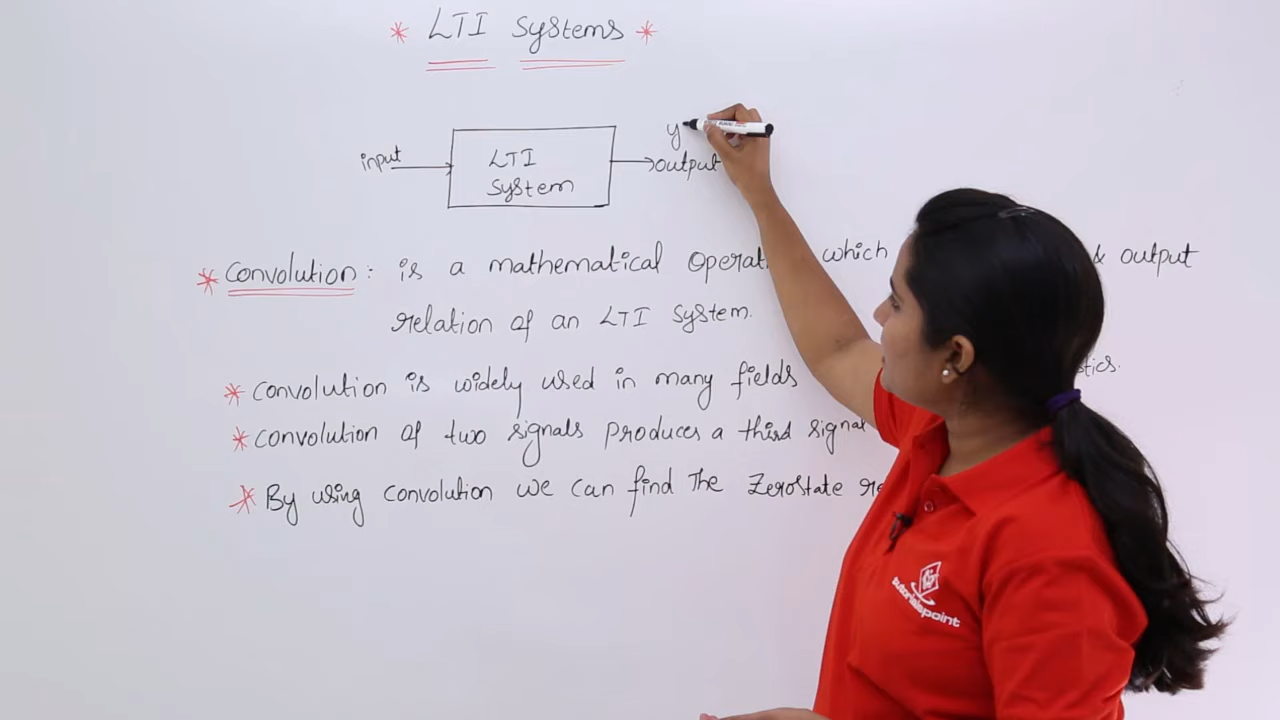 * LTI Systems *
y
input LTI System output
* Convolution: is a mathematical Operat which & output
relation of an LTI System.
* Convolution is widely used in many fields
* Convolution of two signals produces a third signal
* By using Convolution we can find The Zerostate
tutorialspoint